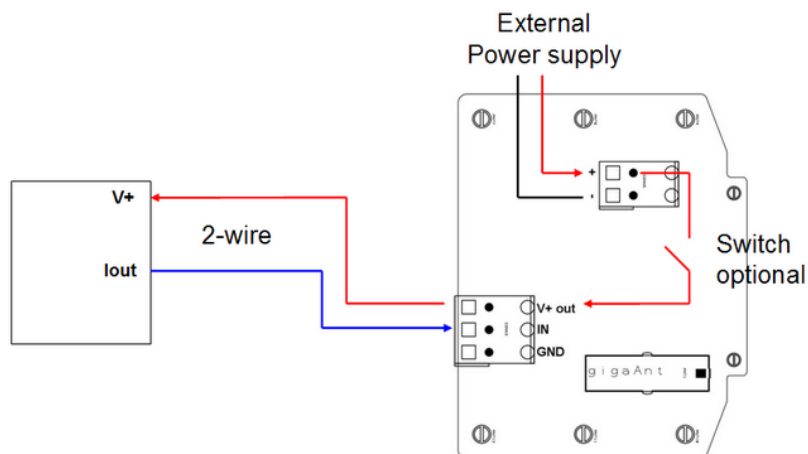 External
Power supply
+
-
V+
2-wire
Iout
Switch
optional
V+ out
IN
GND
gigaAnt